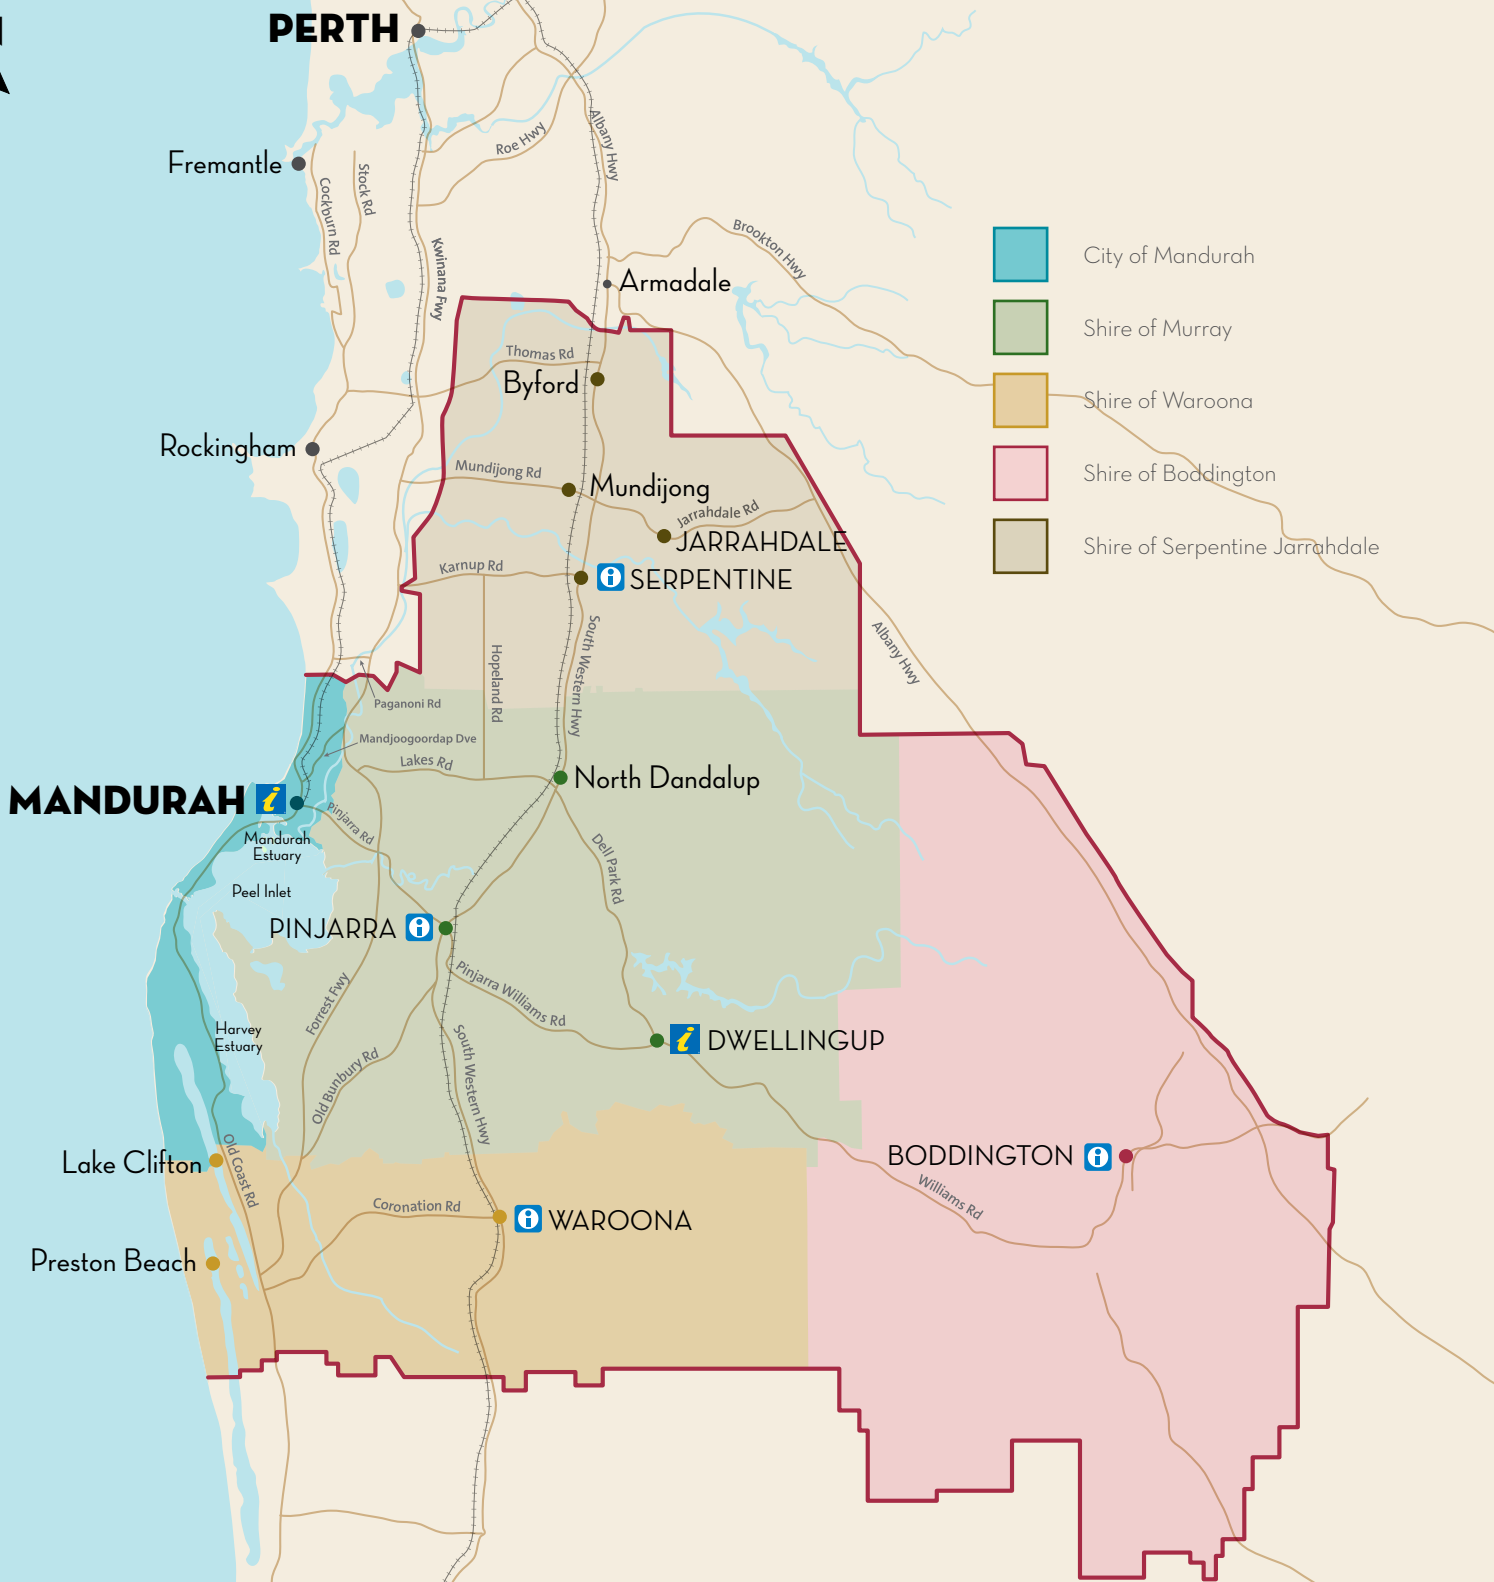 PERTH
Fremantle
Cockburn Rd
Stock Rd
Kwinana Fwy
Roe Hwy
Albany Hwy
Brookton Hwy
Armadale
City of Mandurah
Shire of Murray
Shire of Waroona
Shire of Boddington
Shire of Serpentine Jarrahdale
Thomas Rd
Byford
Rockingham
Mundijong Rd
Mundijong
Jarrahdale Rd
JARRAHDALE
Karnup Rd
i SERPENTINE
South Western Hwy
Hopeland Rd
Albany Hwy
Paganoni Rd
Mandjoogoordap Dve
Lakes Rd
North Dandalup
MANDURAH i
Pinjarra Rd
Mandurah
Estuary
Peel Inlet
Dell Park Rd
PINJARRA i
Pinjarra Williams Rd
Forrest Fwy
Harvey
Estuary
Old Bunbury Rd
South Western Hwy
i DWELLINGUP
Lake Clifton
Old Coast Rd
BODDINGTON i
Williams Rd
Coronation Rd
i WAROONA
Preston Beach